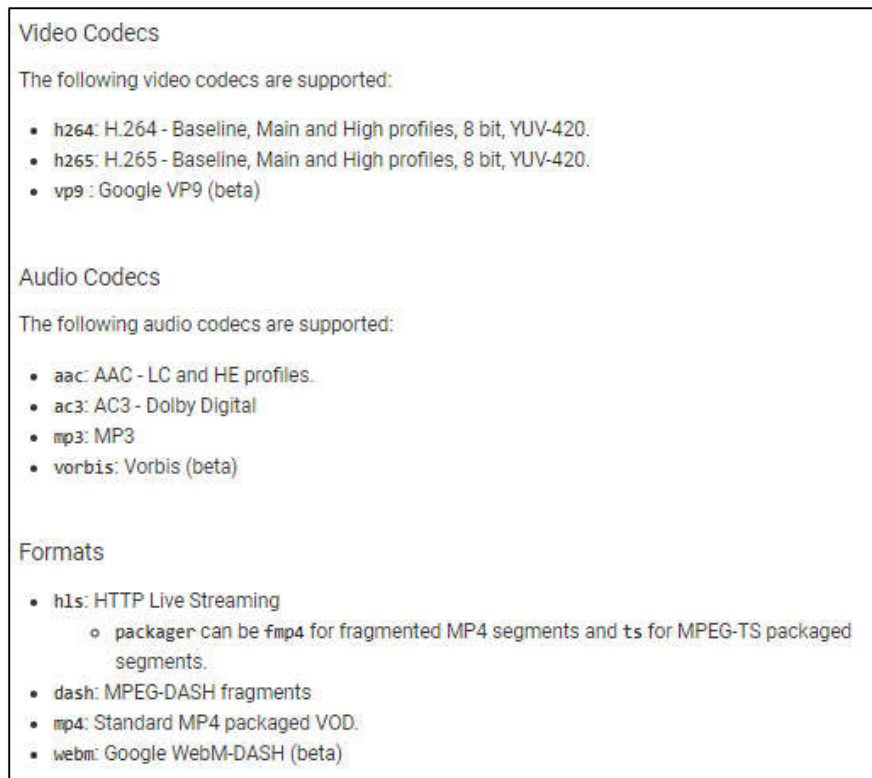 Video Codecs
The following video codecs are supported:
• h264: H.264 - Baseline, Main and High profiles, 8 bit, YUV-420.
• h265: H.265 - Baseline, Main and High profiles, 8 bit, YUV-420.
• vp9 : Google VP9 (beta)
Audio Codecs
The following audio codecs are supported:
• aac: AAC - LC and HE profiles.
• ac3: AC3 - Dolby Digital
• mp3: MP3
• vorbis: Vorbis (beta)
Formats
• hls: HTTP Live Streaming
◦ packager can be fmp4 for fragmented MP4 segments and ts for MPEG-TS packaged
segments.
• dash: MPEG-DASH fragments
• mp4: Standard MP4 packaged VOD.
• webm: Google WebM-DASH (beta)